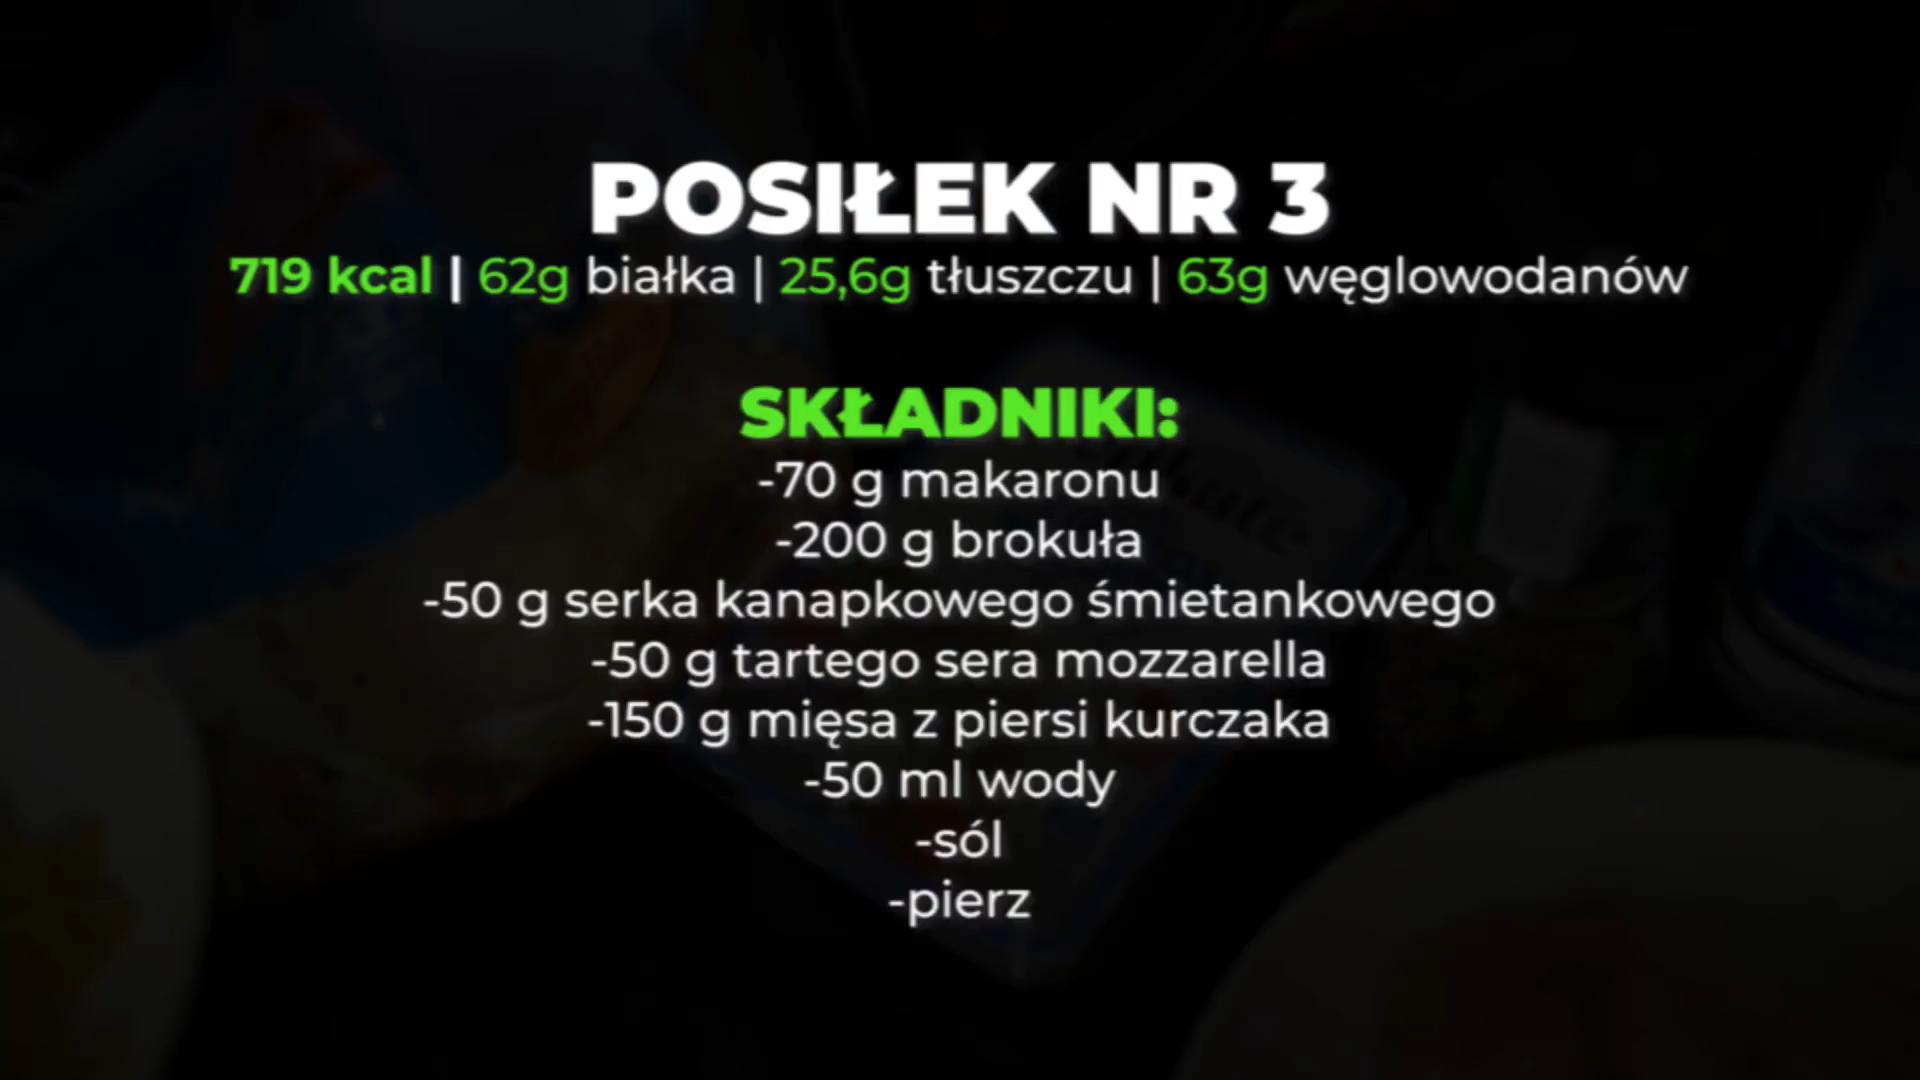 POSIŁEK NR 3
719 kcal | 62g białka | 25,6g tłuszczu | 63g węglowodanów
SKŁADNIKI:
-70 g makaronu
-200 g brokuła
-50 g serka kanapkowego śmietankowego
-50 g tartego sera mozzarella
-150 g mięsa z piersi kurczaka
-50 ml wody
-sól
-pierz